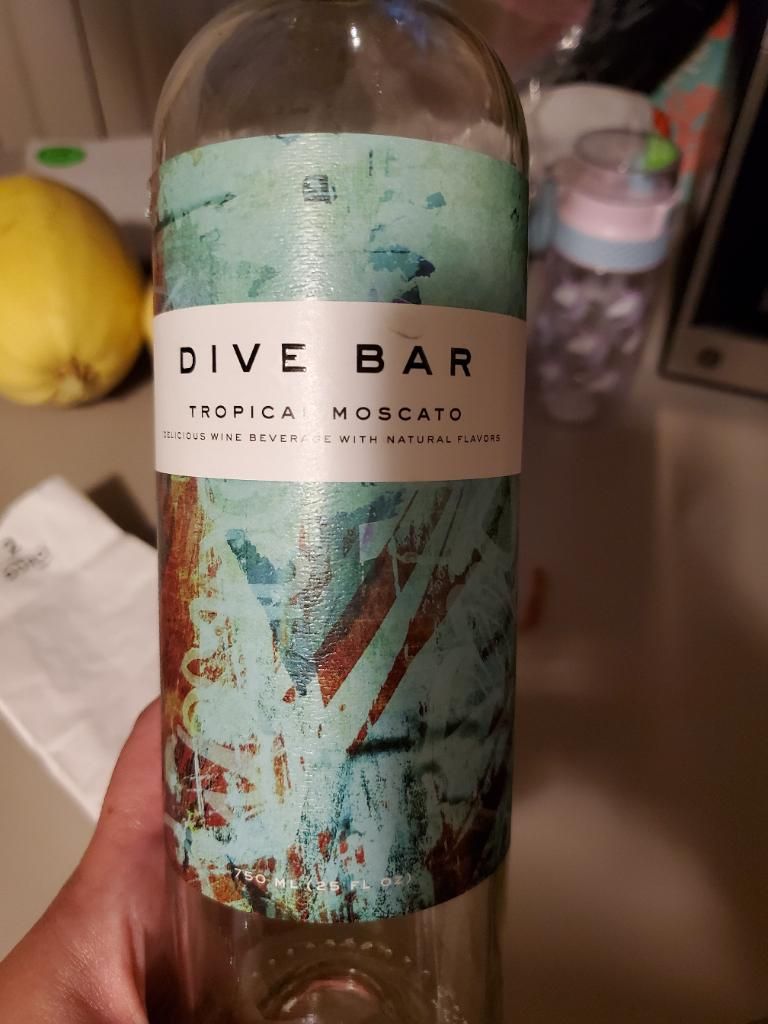 DIVE BAR
TROPICAL MOSCATO
DELICIOUS WINE BEVERAGE WITH NATURAL FLAVORS
750 ML (25 FL OZ)